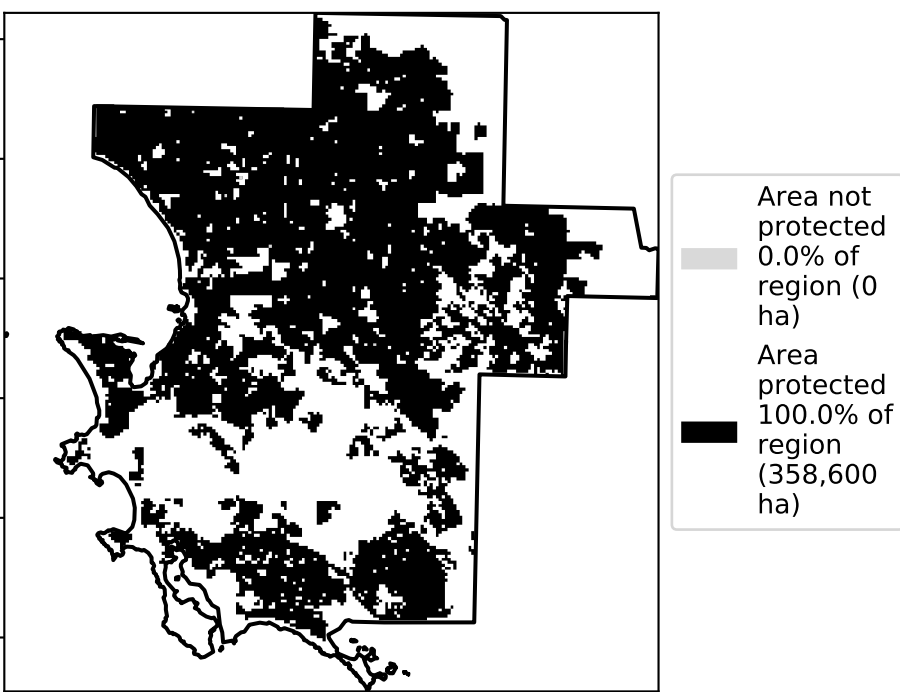 Area not
protected
0.0% of
region (0
ha)
Area
protected
100.0% of
region
(358,600
ha)